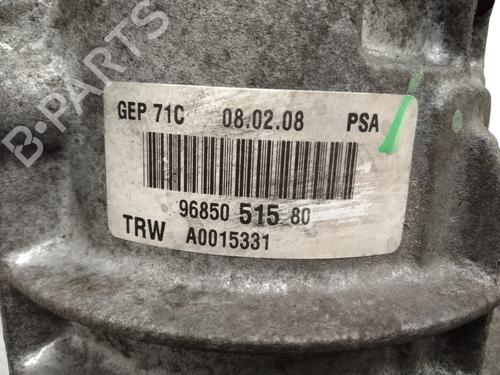 B-PARTS
GEP 71C 08.02.08 PSA
96850 515 80
TRW A0015331